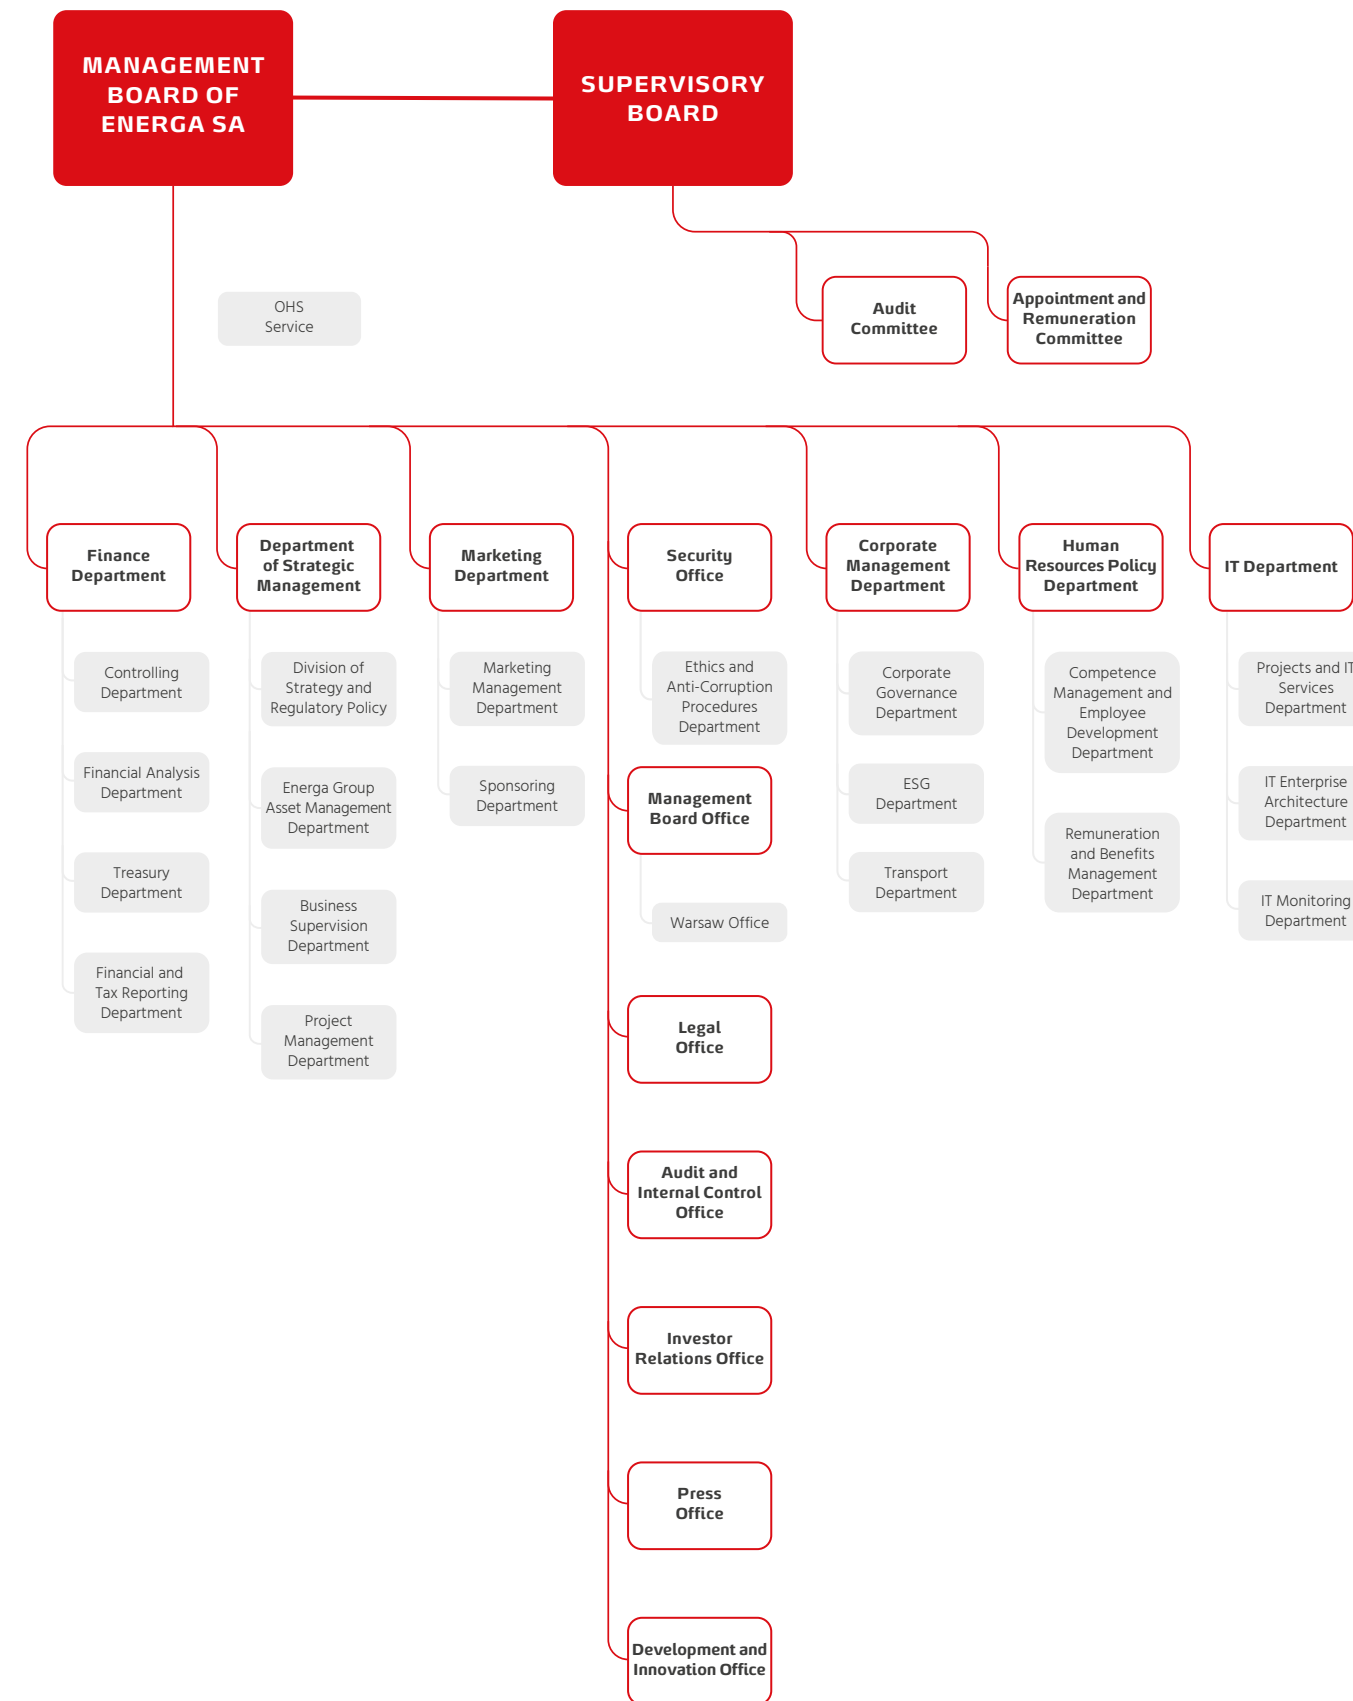 MANAGEMENT
BOARD OF
ENERGA SA
SUPERVISORY
BOARD
OHS
Service
Audit
Committee
Appointment and
Remuneration
Committee
Finance
Department
Controlling
Department
Financial Analysis
Department
Treasury
Department
Financial and
Tax Reporting
Department
Department
of Strategic
Management
Division of
Strategy and
Regulatory Policy
Energa Group
Asset Management
Department
Business
Supervision
Department
Project
Management
Department
Marketing
Department
Marketing
Management
Department
Sponsoring
Department
Security
Office
Ethics and
Anti-Corruption
Procedures
Department
Management
Board Office
Warsaw Office
Legal
Office
Audit and
Internal Control
Office
Investor
Relations Office
Press
Office
Development and
Innovation Office
Corporate
Management
Department
Corporate
Governance
Department
ESG
Department
Transport
Department
Human
Resources Policy
Department
Competence
Management and
Employee
Development
Department
Remuneration
and Benefits
Management
Department
IT Department
Projects and IT
Services
Department
IT Enterprise
Architecture
Department
IT Monitoring
Department